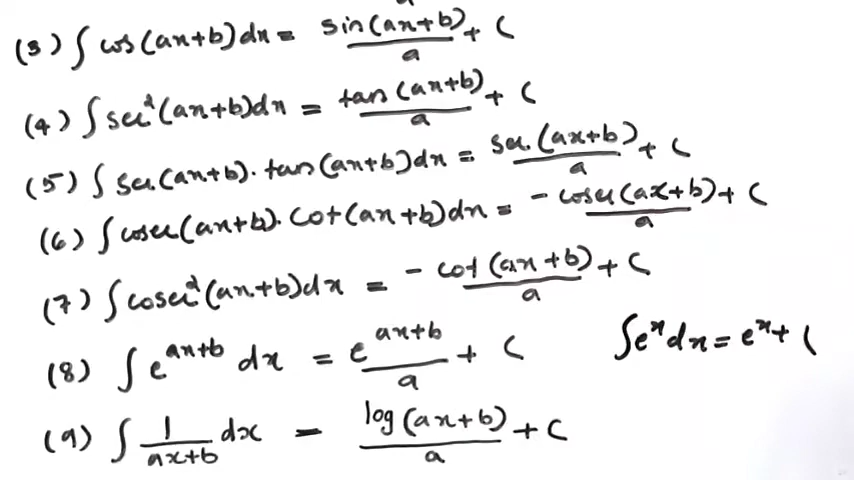 (3) ∫ cos(ax+b)dx = sin(ax+b)/a + C
(4) ∫ sec²(ax+b)dx = tan(ax+b)/a + C
(5) ∫ sec(ax+b)·tan(ax+b)dx = sec.(ax+b)/a + C
(6) ∫ cosec(ax+b)·cot(ax+b)dx = -cosec(ax+b)/a + C
(7) ∫ cosec²(ax+b)dx = -cot(ax+b)/a + C
(8) ∫ e^(ax+b) dx = e^(ax+b)/a + C
∫e^x dx = e^x + C
(9) ∫ 1/(ax+b) dx = log(ax+b)/a + C